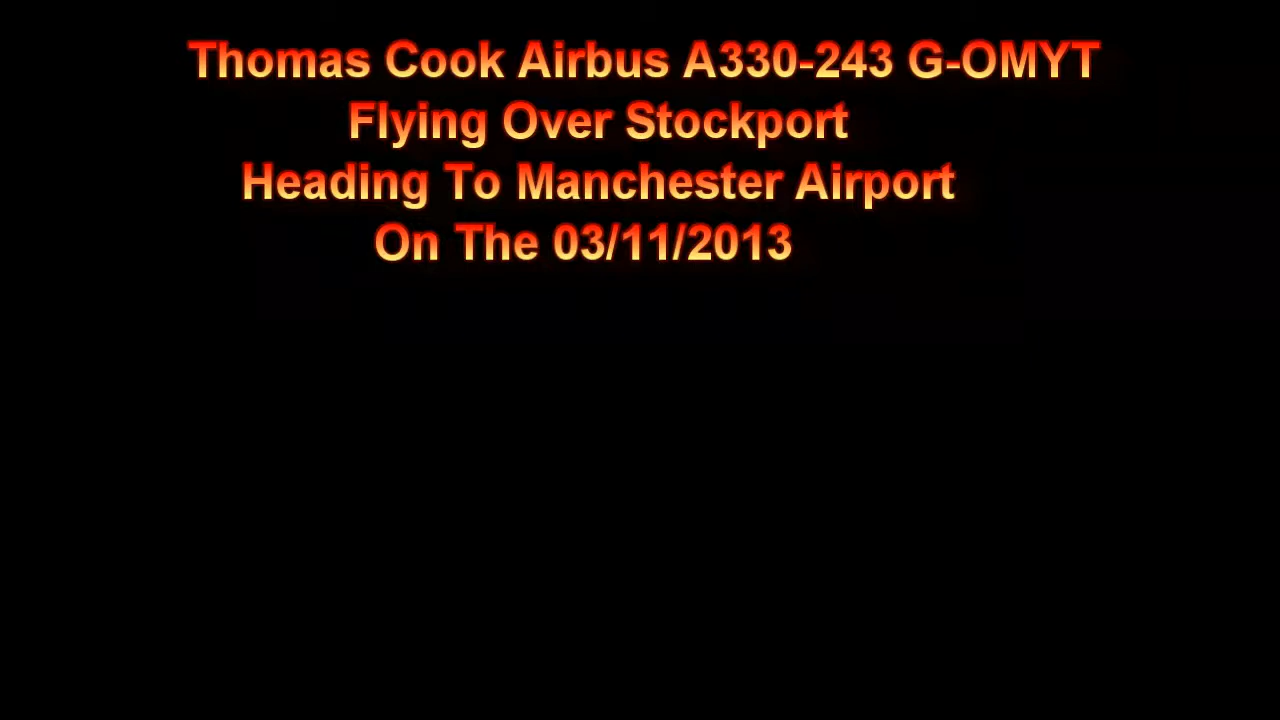 Thomas Cook Airbus A330-243 G-OMYT
Flying Over Stockport
Heading To Manchester Airport
On The 03/11/2013